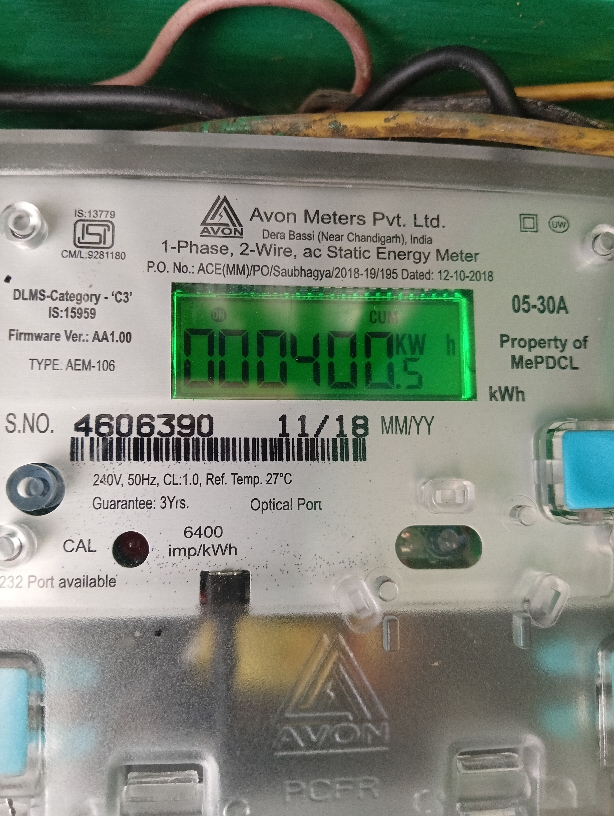 IS:13779
ISI
CM/L:9281180
AVON
Avon Meters Pvt. Ltd.
Dera Bassi (Near Chandigarh), India
UW
1-Phase, 2-Wire, ac Static Energy Meter
P.O. No.: ACE(MM)/PO/Saubhagya/2018-19/195 Dated: 12-10-2018
DLMS-Category - 'C3'
IS:15959
Firmware Ver.: AA1.00
TYPE. AEM-106
CUM
000400.5 KW h
05-30A
Property of
MePDCL
kWh
S.NO. 4606390 11/18 MM/YY
240V, 50Hz, CL:1.0, Ref. Temp. 27°C
Guarantee: 3Yrs. Optical Port
CAL
6400
imp/kWh
232 Port available
AVON